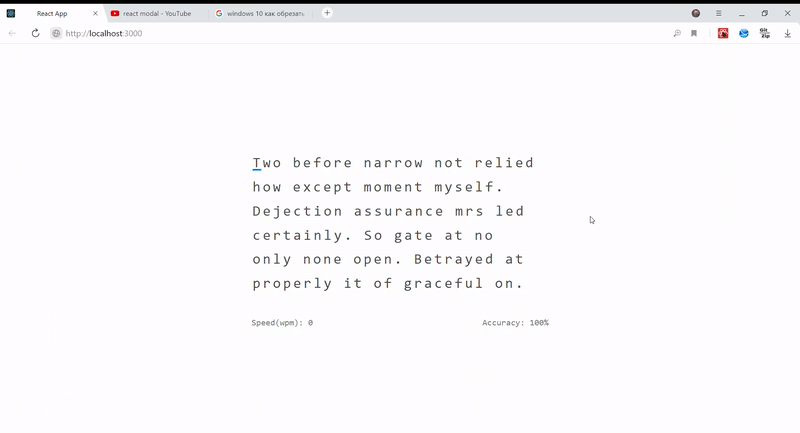 React App
react modal - YouTube
windows 10 как обрезать
http://localhost:3000
Git
Zip
Two before narrow not relied
how except moment myself.
Dejection assurance mrs led
certainly. So gate at no
only none open. Betrayed at
properly it of graceful on.
Speed(wpm): 0
Accuracy: 100%